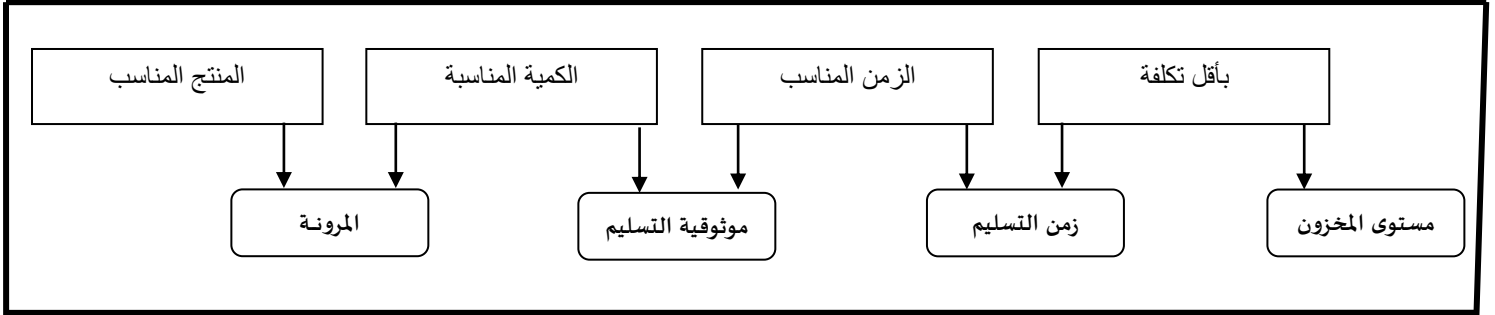 بأقل تكلفة
الزمن المناسب
الكمية المناسبة
المنتج المناسب
مستوى المخزون
زمن التسليم
موثوقية التسليم
المرونة